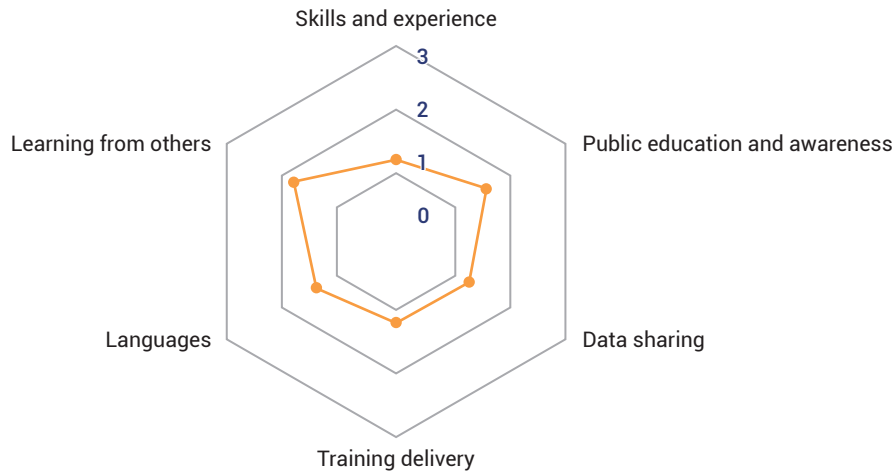 Skills and experience
3
2
Learning from others
Public education and awareness
1
0
Languages
Data sharing
Training delivery